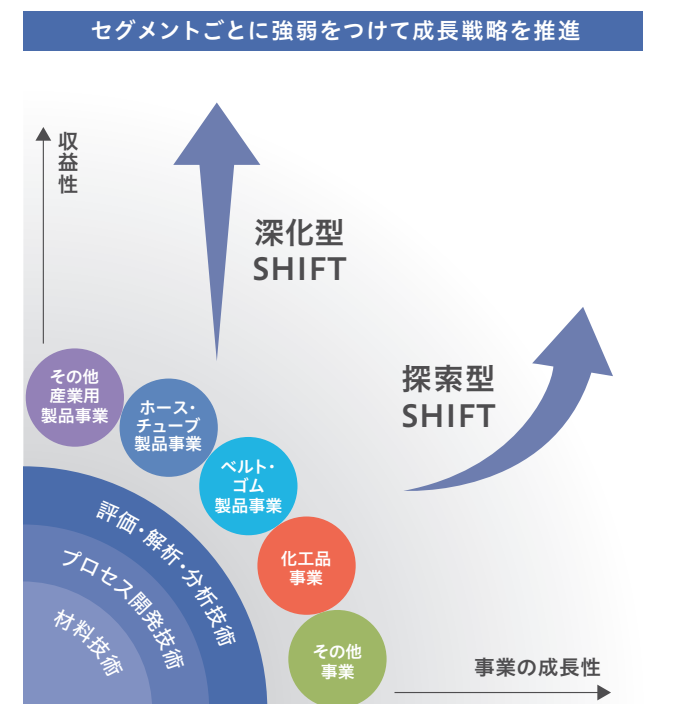 セグメントごとに強弱をつけて成長戦略を推進
収益性
深化型
SHIFT
探索型
SHIFT
その他
産業用
製品事業
ホース・
チューブ
製品事業
ベルト・
ゴム
製品事業
化工品
事業
その他
事業
評価・解析・分析技術
プロセス開発技術
材料技術
事業の成長性